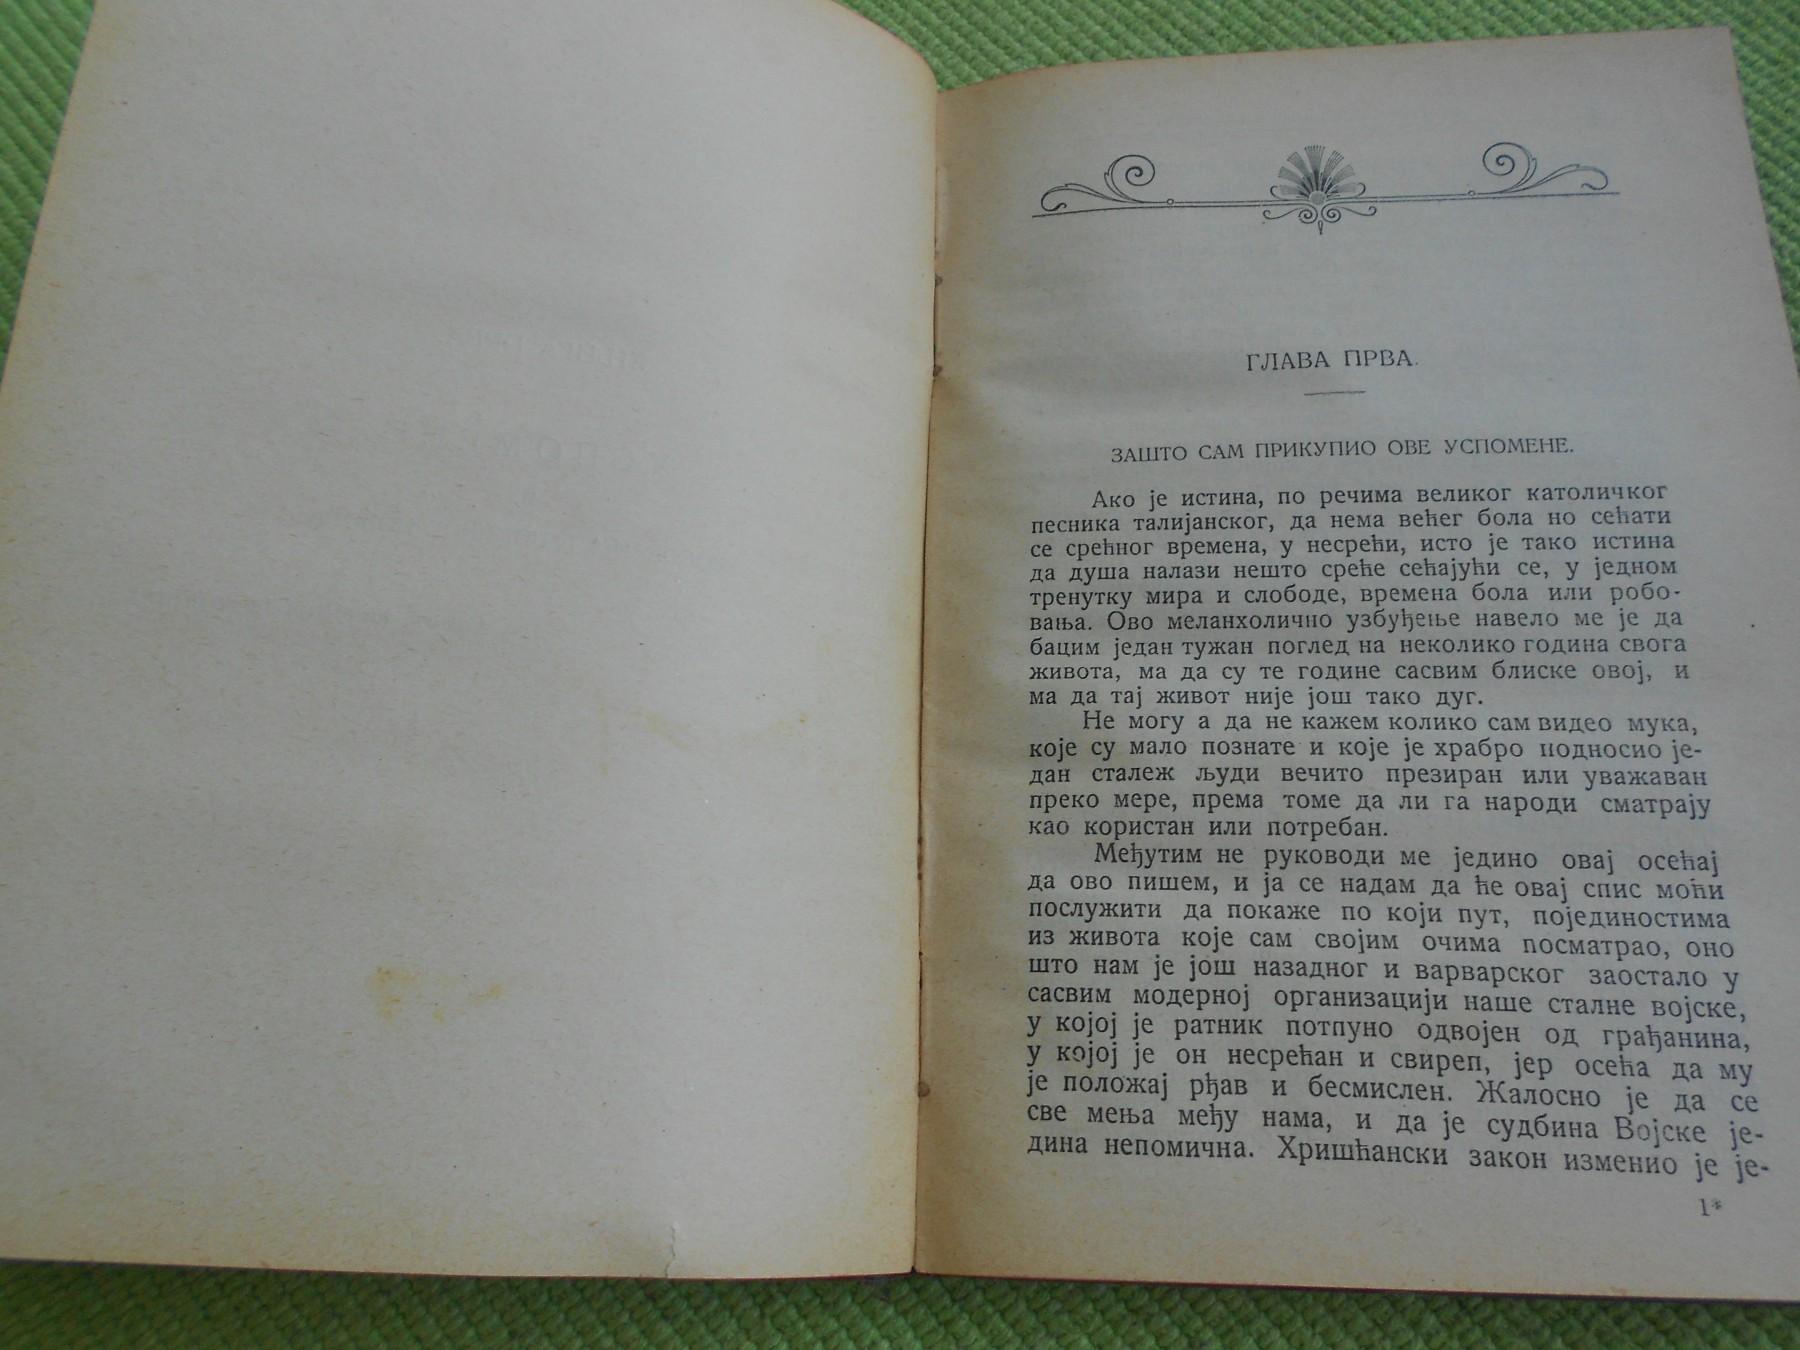 ГЛАВА ПРВА.
ЗАШТО САМ ПРИКУПИО ОВЕ УСПОМЕНЕ.
Ако је истина, по речима великог католичког
песника талијанског, да нема већег бола но сећати
се срећног времена, у несрећи, исто је тако истина
да душа налази нешто среће сећајући се, у једном
тренутку мира и слободе, времена бола или робо-
вања. Ово меланхолично узбуђење навело ме је да
бацим један тужан поглед на неколико година свога
живота, ма да су те године сасвим блиске овој, и
ма да тај живот није још тако дуг.
Не могу а да не кажем колико сам видео мука,
које су мало познате и које је храбро подносио је-
дан сталеж људи вечито презиран или уважаван
преко мере, према томе да ли га народи сматрају
као користан или потребан.
Међутим не руководи ме једино овај осећај
да ово пишем, и ја се надам да ће овај спис моћи
послужити да покаже по који пут, појединостима
из живота које сам својим очима посматрао, оно
што нам је још назадног и варварског заостало у
сасвим модерној организацији наше сталне војске,
у којој је ратник потпуно одвојен од грађанина,
у којој је он несрећан и свиреп, јер осећа да му
је положај рђав и бесмислен. Жалосно је да се
све мења међу нама, и да је судбина Војске је-
дина непомична. Хришћански закон изменио је је-
1*